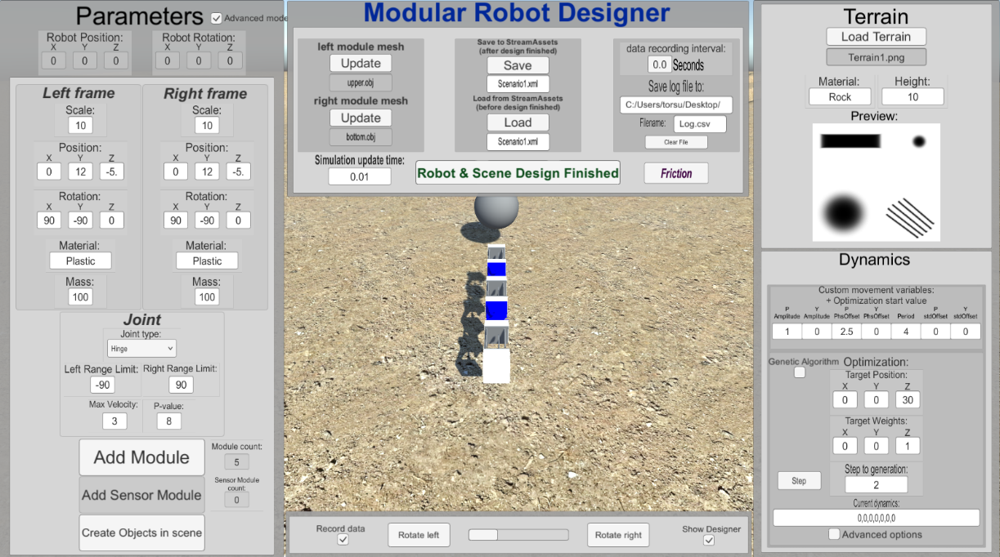 Parameters
Advanced mode
Robot Position:
X Y Z
0 0 0
Robot Rotation:
X Y Z
0 0 0
Left frame
Scale:
10
Position:
X Y Z
0 12 -5.
Rotation:
X Y Z
90 -90 0
Material:
Plastic
Mass:
100
Right frame
Scale:
10
Position:
X Y Z
0 12 -5.
Rotation:
X Y Z
90 -90 0
Material:
Plastic
Mass:
100
Joint
Joint type:
Hinge
Left Range Limit: Right Range Limit:
-90 90
Max Velocity: P-value:
3 8
Add Module
Module count:
5
Add Sensor Module
Sensor Module
count:
0
Create Objects in scene
Modular Robot Designer
left module mesh
Update
upper.obj
right module mesh
Update
bottom.obj
Save to StreamAssets
(after design finished)
Save
Scenario1.xml
Load from StreamAssets
(before design finished)
Load
Scenario1.xml
data recording interval:
0.0 Seconds
Save log file to:
C:/Users/torsu/Desktop/
Filename: Log.csv
Clear File
Simulation update time:
0.01
Robot & Scene Design Finished
Friction
Record data
Rotate left
Rotate right
Show Designer
Terrain
Load Terrain
Terrain1.png
Material: Height:
Rock 10
Preview:
Dynamics
Custom movement variables:
+ Optimization start value
P Y P Y P Y
Amplitude Amplitude PhsOffset PhsOffset Period stdOffset stdOffset
1 0 2.5 0 4 0 0
Genetic Algorithm Optimization:
Target Position:
X Y Z
0 0 30
Target Weights:
X Y Z
0 0 1
Step
Step to generation:
2
Current dynamics:
0,0,0,0,0,0,0
Advanced options